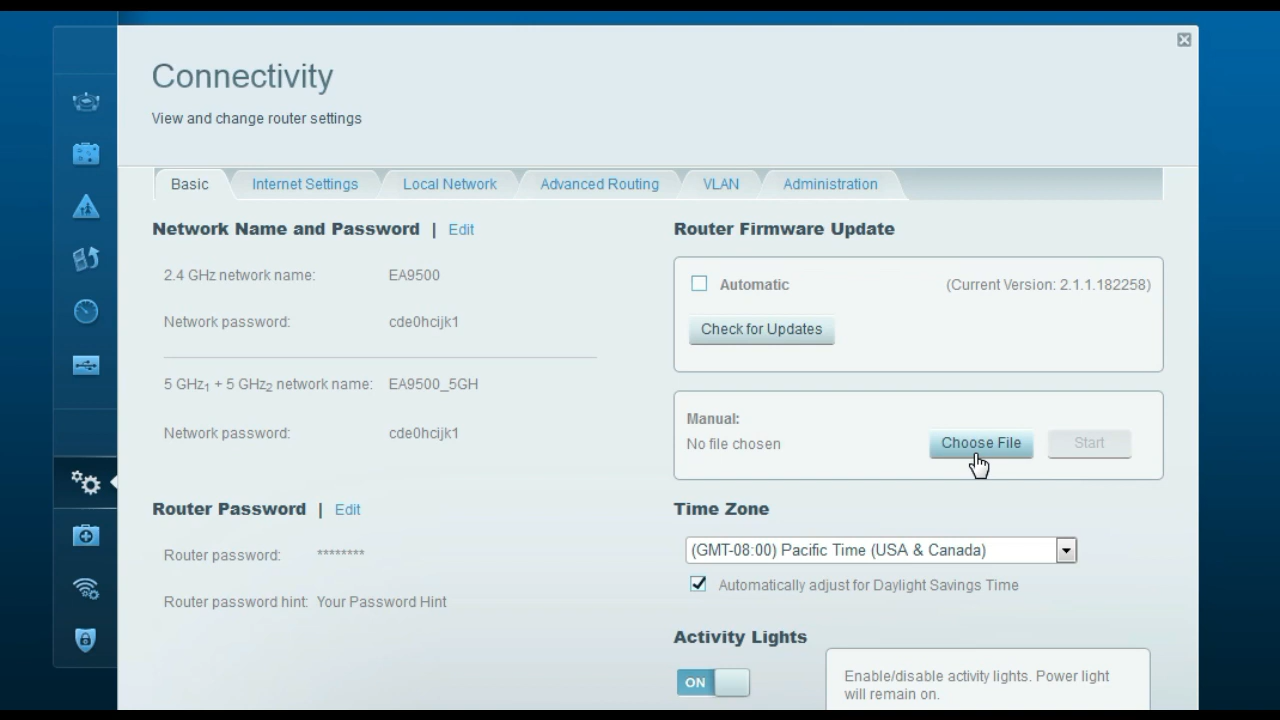 Connectivity
View and change router settings
Basic
Internet Settings
Local Network
Advanced Routing
VLAN
Administration
Network Name and Password | Edit
2.4 GHz network name: EA9500
Network password: cde0hcijk1
5 GHz1 + 5 GHz2 network name: EA9500_5GH
Network password: cde0hcijk1
Router Password | Edit
Router password: ********
Router password hint: Your Password Hint
Router Firmware Update
Automatic (Current Version: 2.1.1.182258)
Check for Updates
Manual:
No file chosen Choose File Start
Time Zone
(GMT-08:00) Pacific Time (USA & Canada)
Automatically adjust for Daylight Savings Time
Activity Lights
ON
Enable/disable activity lights. Power light
will remain on.